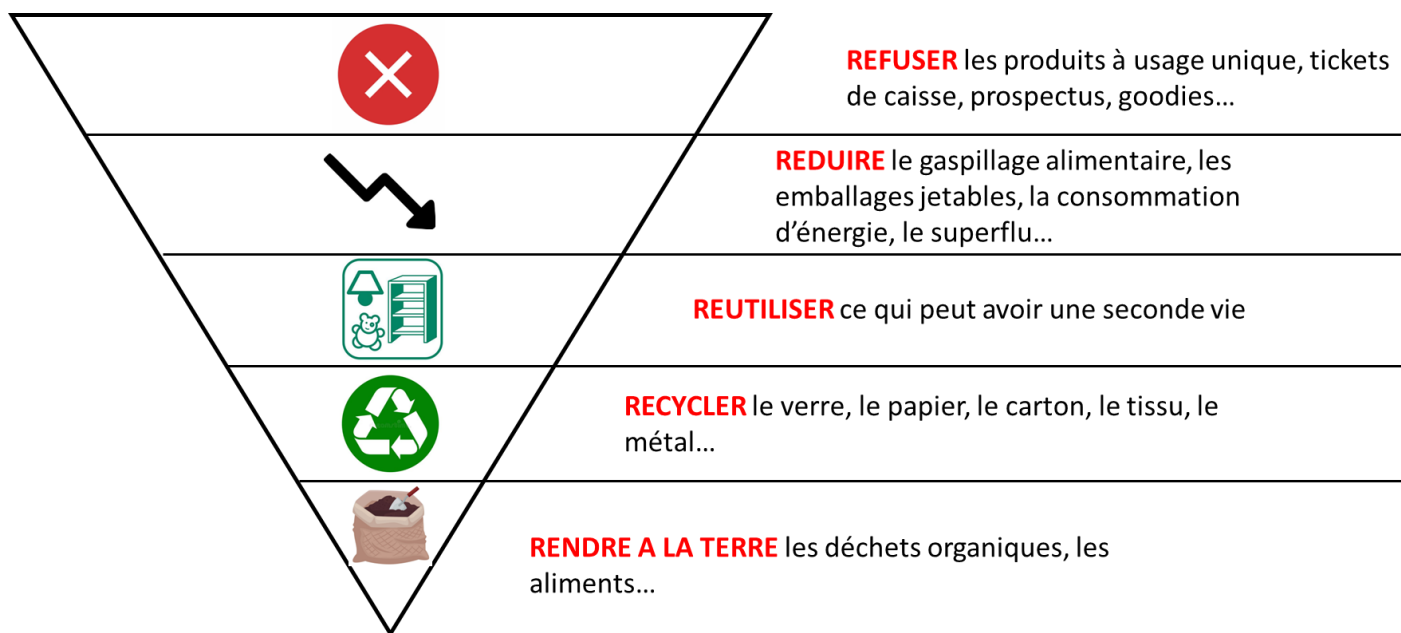 REFUSER les produits à usage unique, tickets
de caisse, prospectus, goodies…
REDUIRE le gaspillage alimentaire, les
emballages jetables, la consommation
d’énergie, le superflu…
REUTILISER ce qui peut avoir une seconde vie
RECYCLER le verre, le papier, le carton, le tissu, le
métal…
RENDRE A LA TERRE les déchets organiques, les
aliments…